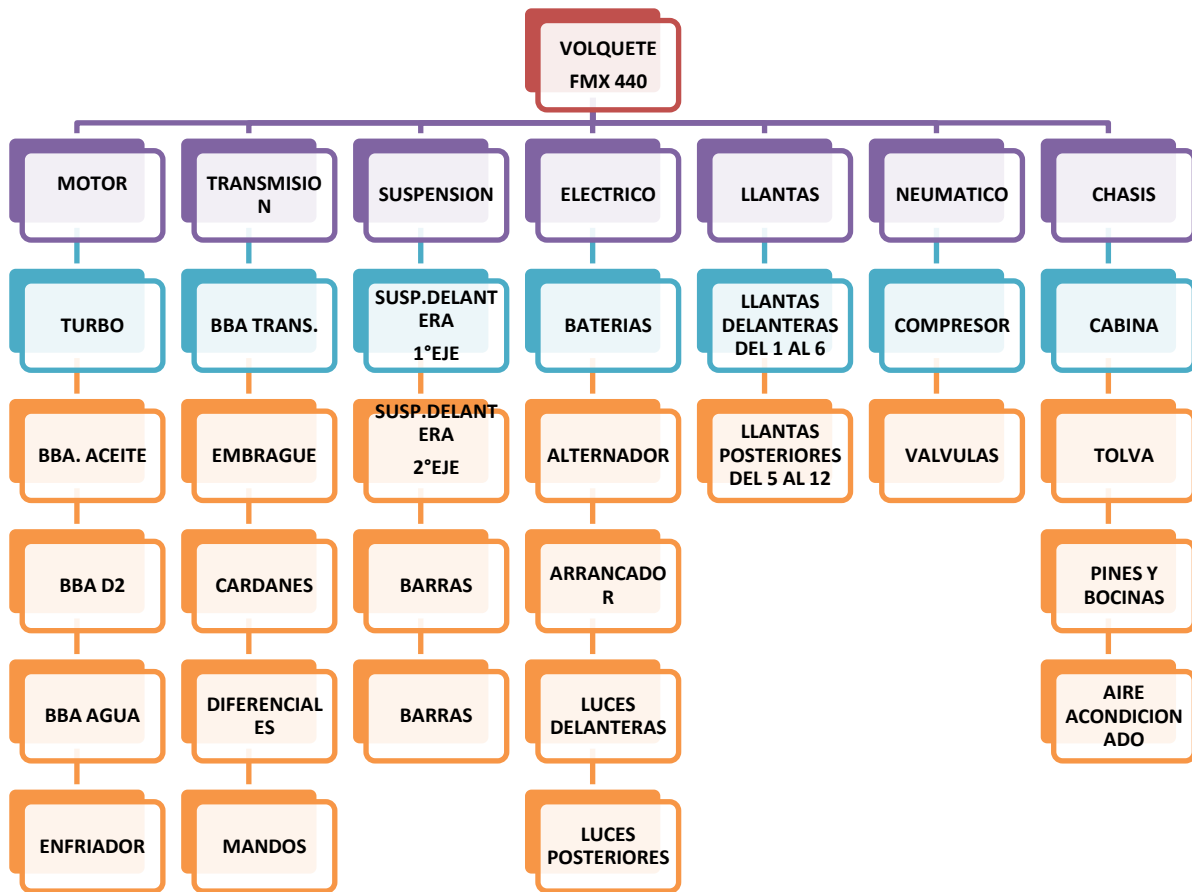 VOLQUETE
FMX 440
MOTOR
TRANSMISIO
N
SUSPENSION
ELECTRICO
LLANTAS
NEUMATICO
CHASIS
TURBO
BBA TRANS.
SUSP.DELANT
ERA
1°EJE
BATERIAS
LLANTAS
DELANTERAS
DEL 1 AL 6
COMPRESOR
CABINA
BBA. ACEITE
EMBRAGUE
SUSP.DELANT
ERA
2°EJE
ALTERNADOR
LLANTAS
POSTERIORES
DEL 5 AL 12
VALVULAS
TOLVA
BBA D2
CARDANES
BARRAS
ARRANCADO
R
PINES Y
BOCINAS
BBA AGUA
DIFERENCIAL
ES
BARRAS
LUCES
DELANTERAS
AIRE
ACONDICION
ADO
ENFRIADOR
MANDOS
LUCES
POSTERIORES